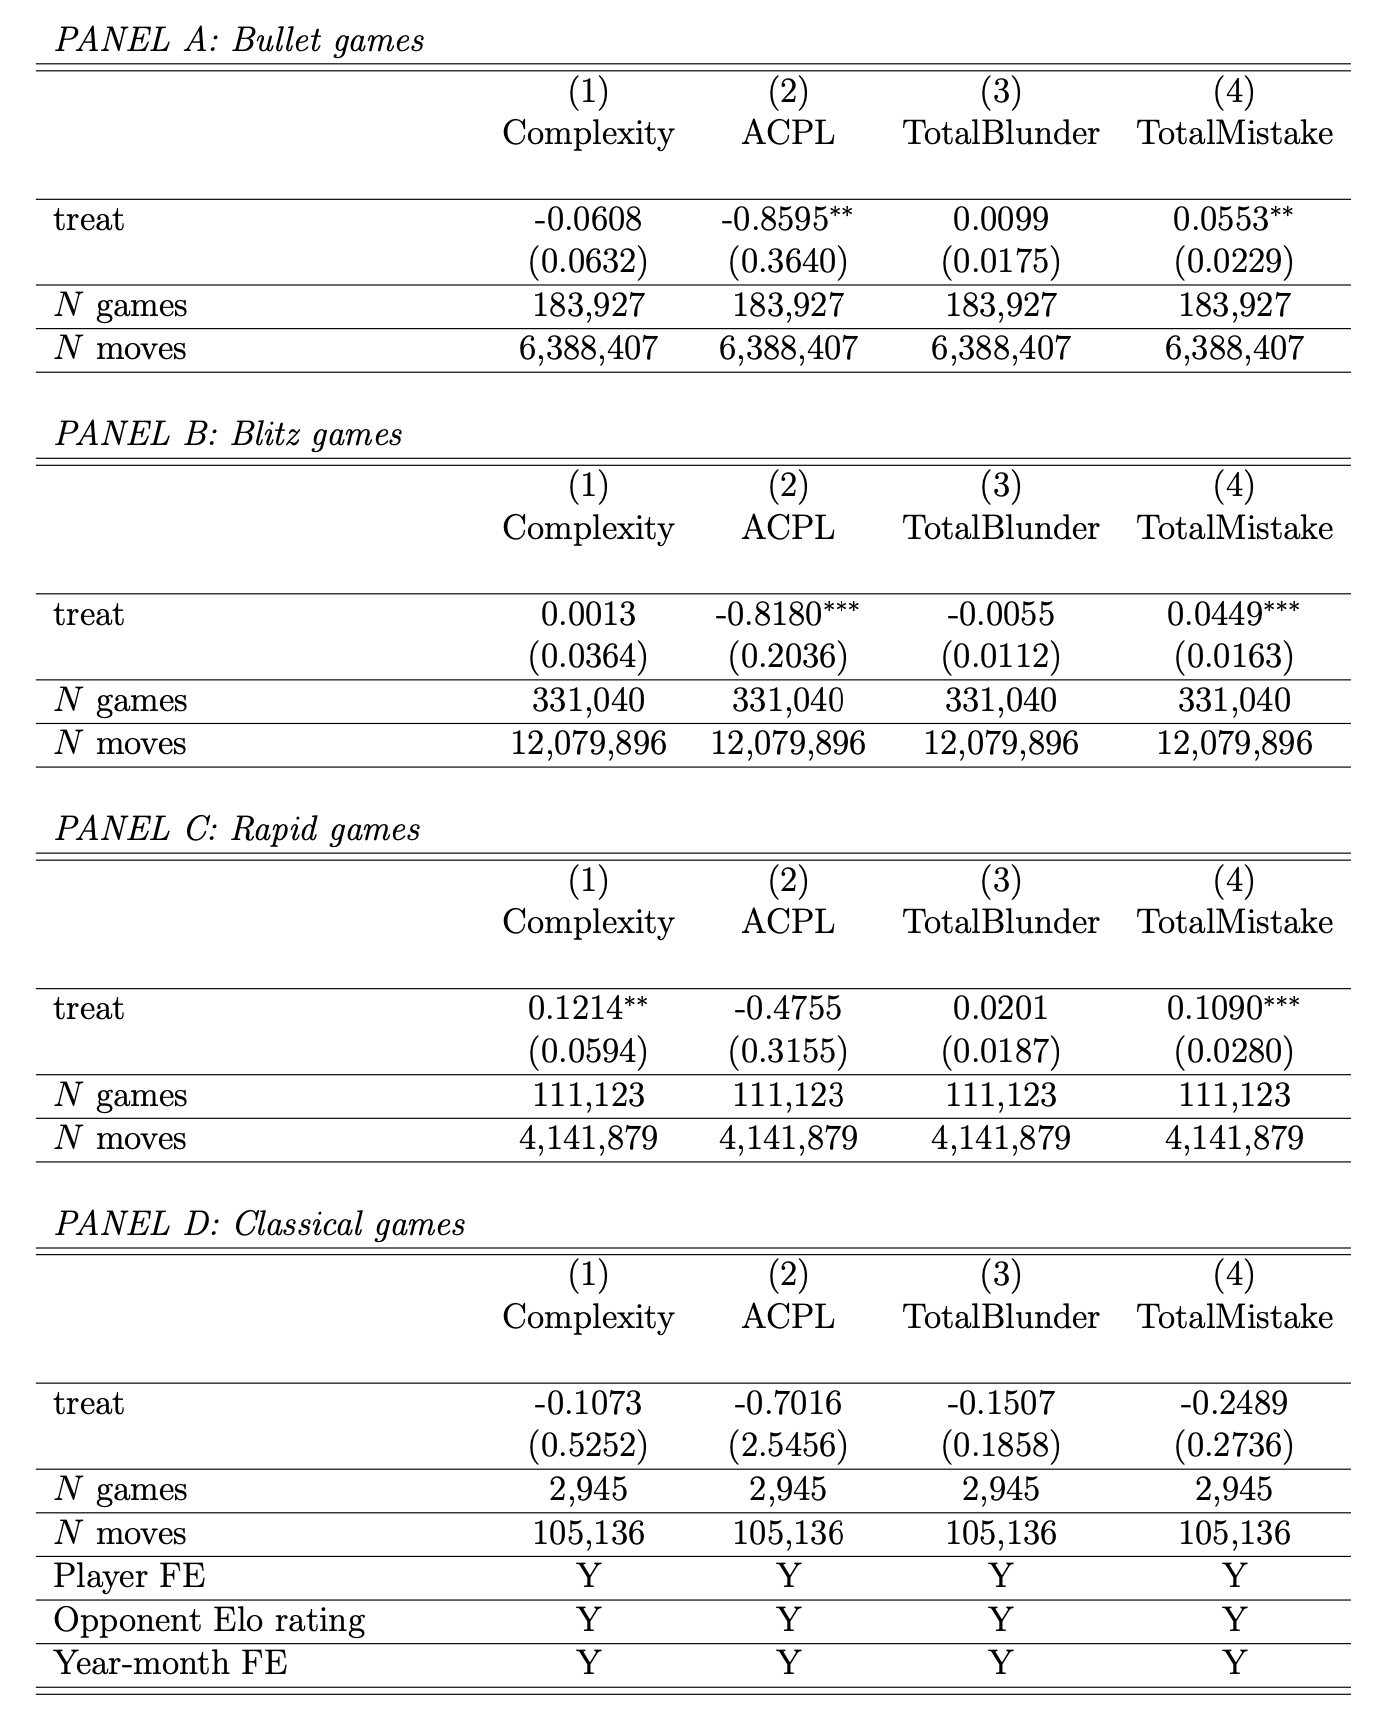 PANEL A: Bullet games
(1) (2) (3) (4)
Complexity ACPL TotalBlunder TotalMistake
treat -0.0608 -0.8595** 0.0099 0.0553**
(0.0632) (0.3640) (0.0175) (0.0229)
N games 183,927 183,927 183,927 183,927
N moves 6,388,407 6,388,407 6,388,407 6,388,407
PANEL B: Blitz games
(1) (2) (3) (4)
Complexity ACPL TotalBlunder TotalMistake
treat 0.0013 -0.8180*** -0.0055 0.0449***
(0.0364) (0.2036) (0.0112) (0.0163)
N games 331,040 331,040 331,040 331,040
N moves 12,079,896 12,079,896 12,079,896 12,079,896
PANEL C: Rapid games
(1) (2) (3) (4)
Complexity ACPL TotalBlunder TotalMistake
treat 0.1214** -0.4755 0.0201 0.1090***
(0.0594) (0.3155) (0.0187) (0.0280)
N games 111,123 111,123 111,123 111,123
N moves 4,141,879 4,141,879 4,141,879 4,141,879
PANEL D: Classical games
(1) (2) (3) (4)
Complexity ACPL TotalBlunder TotalMistake
treat -0.1073 -0.7016 -0.1507 -0.2489
(0.5252) (2.5456) (0.1858) (0.2736)
N games 2,945 2,945 2,945 2,945
N moves 105,136 105,136 105,136 105,136
Player FE Y Y Y Y
Opponent Elo rating Y Y Y Y
Year-month FE Y Y Y Y